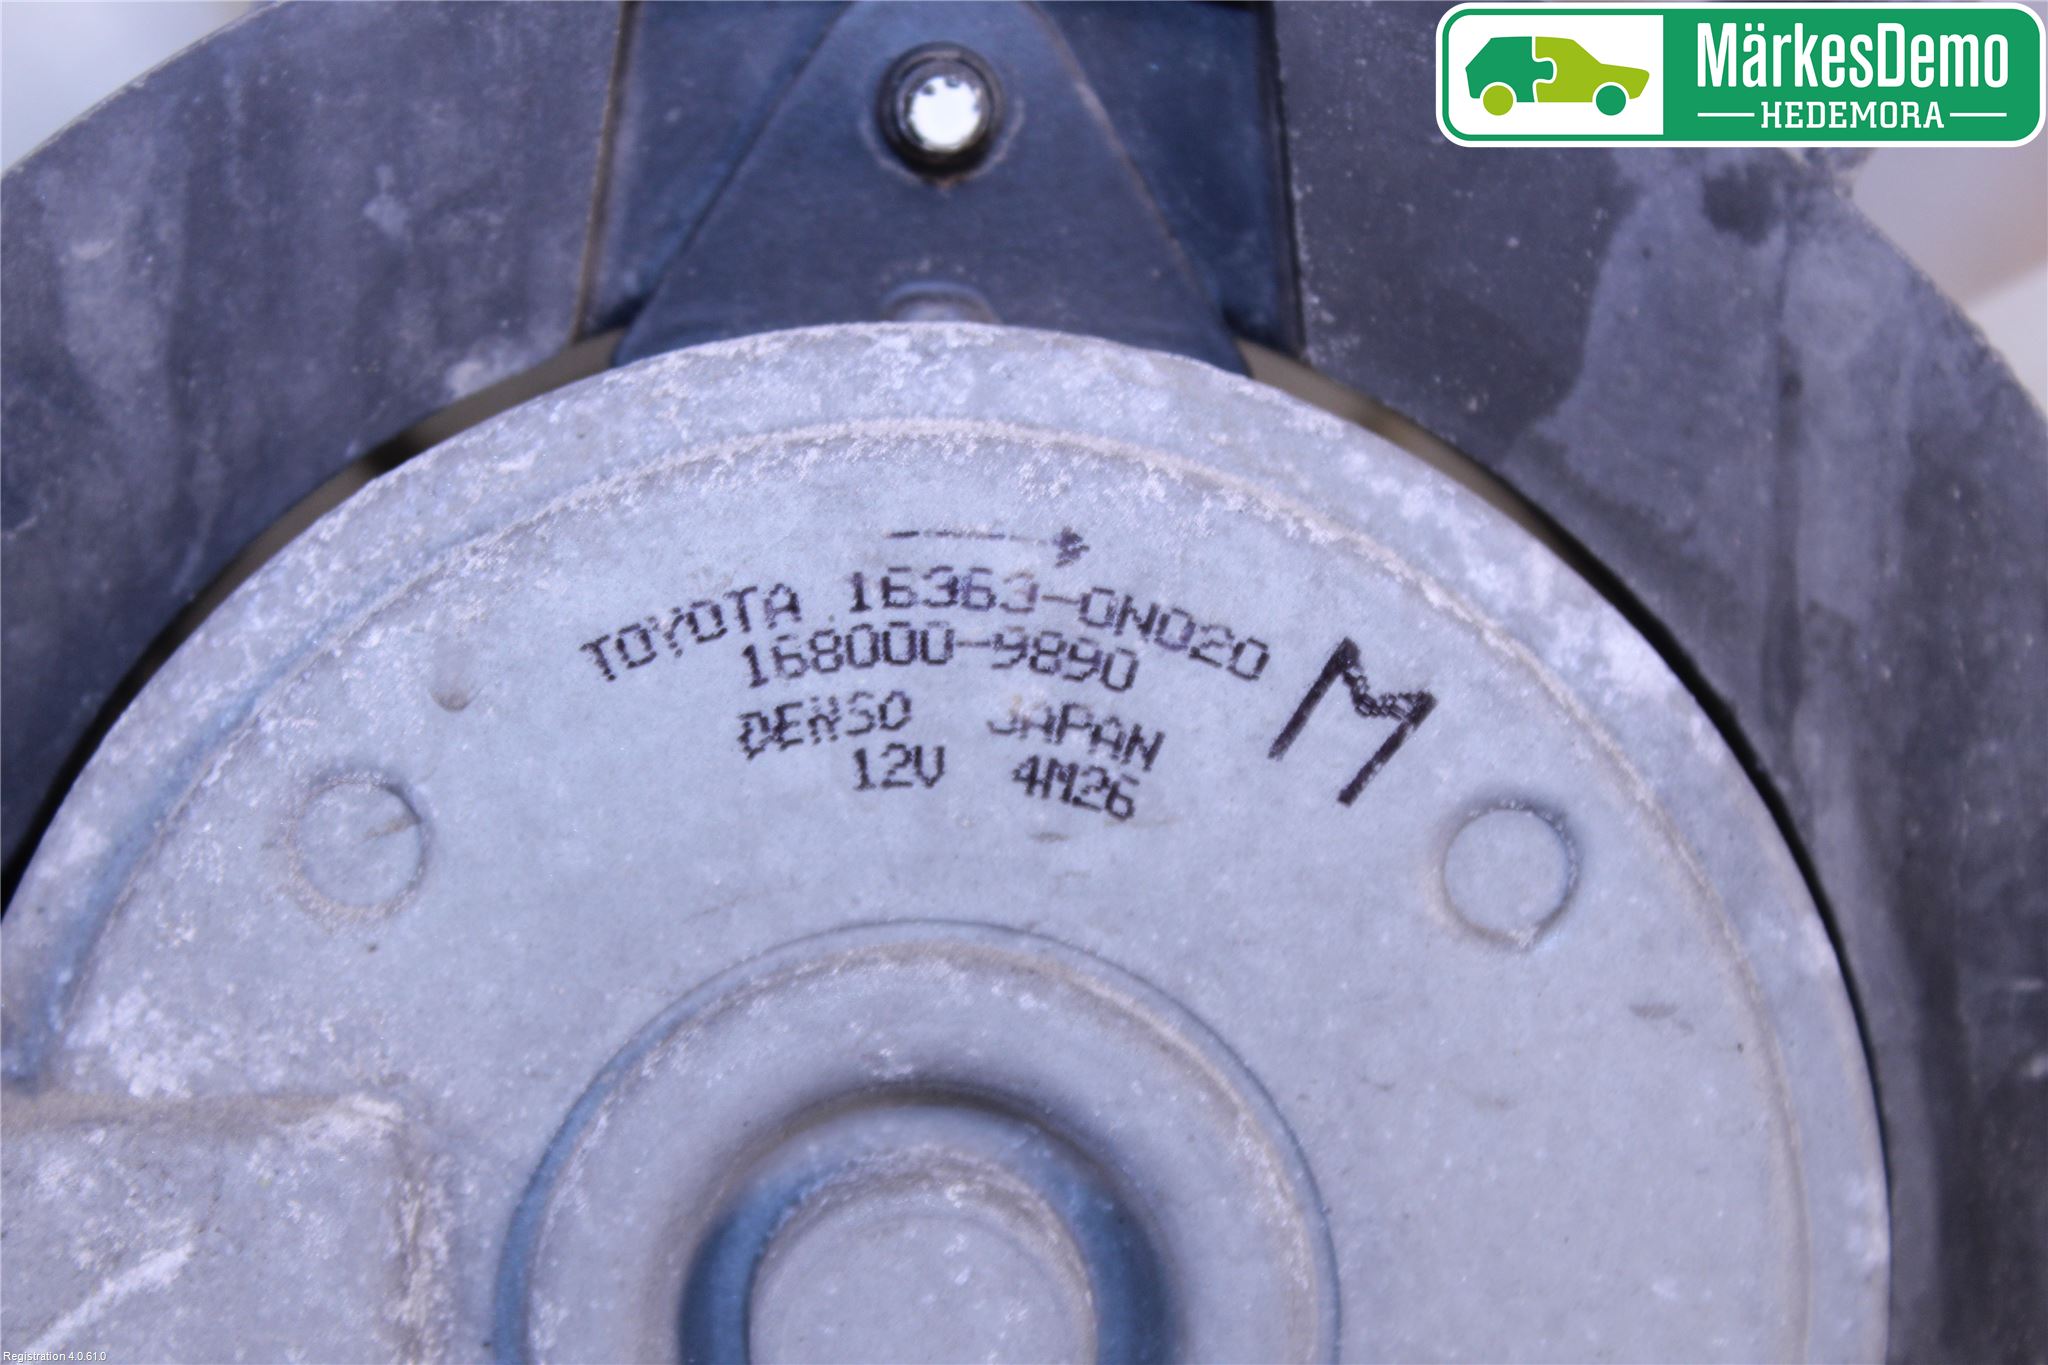 MärkesDemo
HEDEMORA
TOYOTA 16363-0N020
168000-9890
DENSO JAPAN
12V 4M26
M
Registration 4.0.61.0